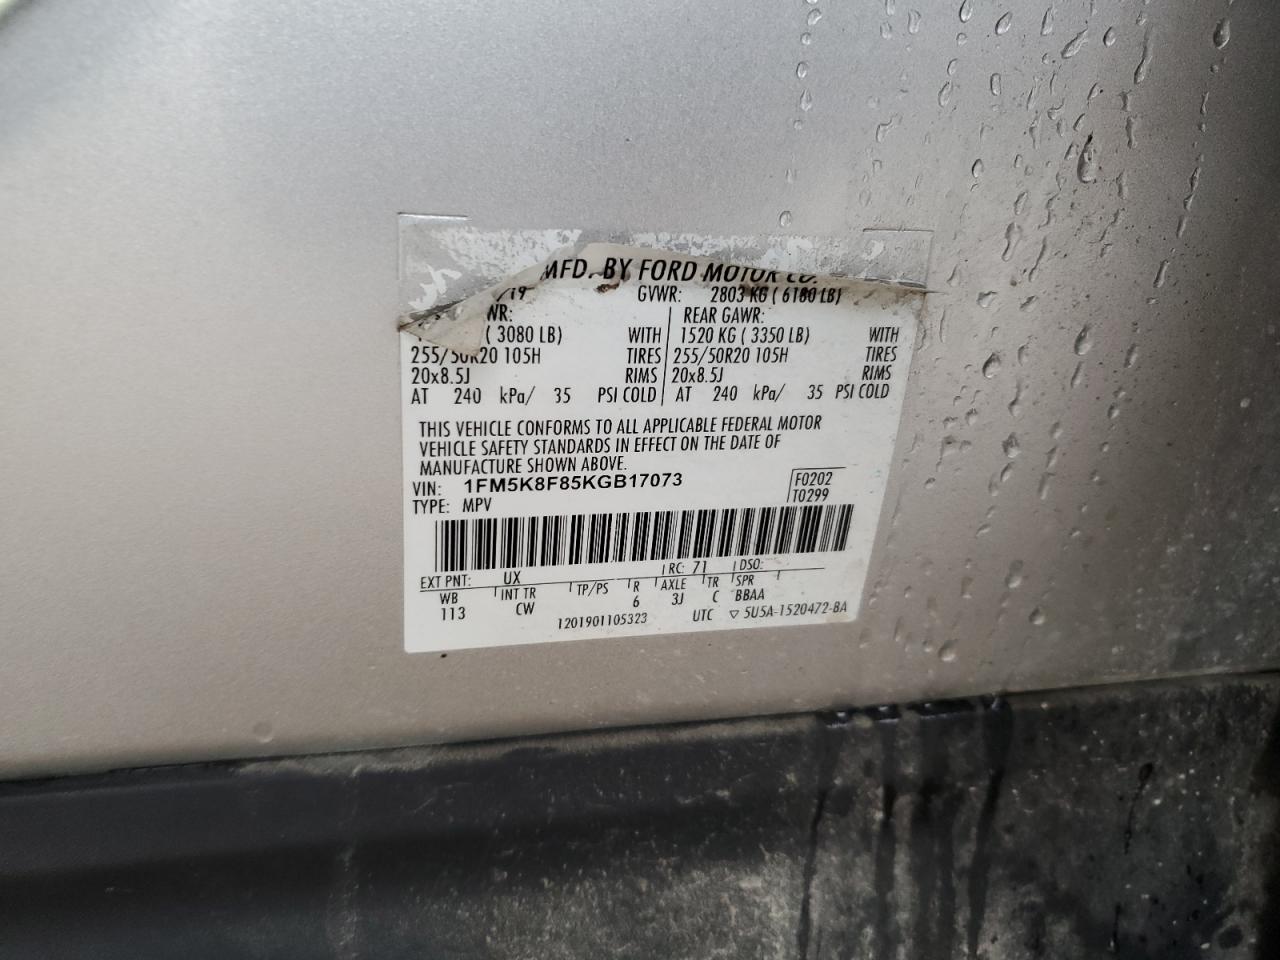 MFD. BY FORD MOTOR CO.
/19 GVWR: 2803 KG ( 6180 LB)
WR: REAR GAWR:
( 3080 LB) WITH 1520 KG ( 3350 LB) WITH
255/50R20 105H TIRES 255/50R20 105H TIRES
20x8.5J RIMS 20x8.5J RIMS
AT 240 kPa/ 35 PSI COLD AT 240 kPa/ 35 PSI COLD
THIS VEHICLE CONFORMS TO ALL APPLICABLE FEDERAL MOTOR
VEHICLE SAFETY STANDARDS IN EFFECT ON THE DATE OF
MANUFACTURE SHOWN ABOVE.
VIN: 1FM5K8F85KGB17073 F0202
TYPE: MPV T0299
EXT PNT: UX RC: 71 DSO:
WB INT TR TP/PS R AXLE TR SPR
113 CW 6 3J C BBAA
1201901105323 UTC ▽ 5U5A-1520472-BA